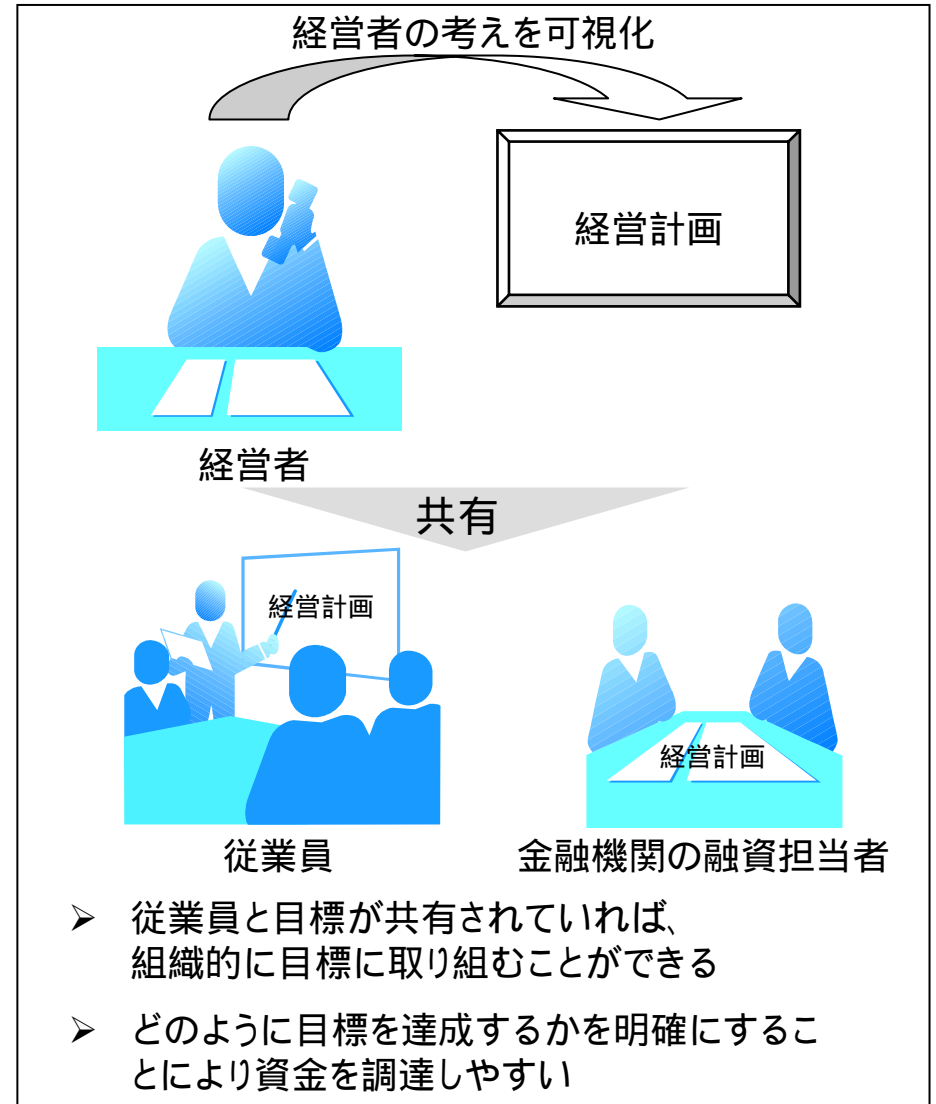 経営者の考えを可視化
経営計画
経営者
共有
経営計画
経営計画
従業員
金融機関の融資担当者
➢ 従業員と目標が共有されていれば、
組織的に目標に取り組むことができる
➢ どのように目標を達成するかを明確にするこ
とにより資金を調達しやすい